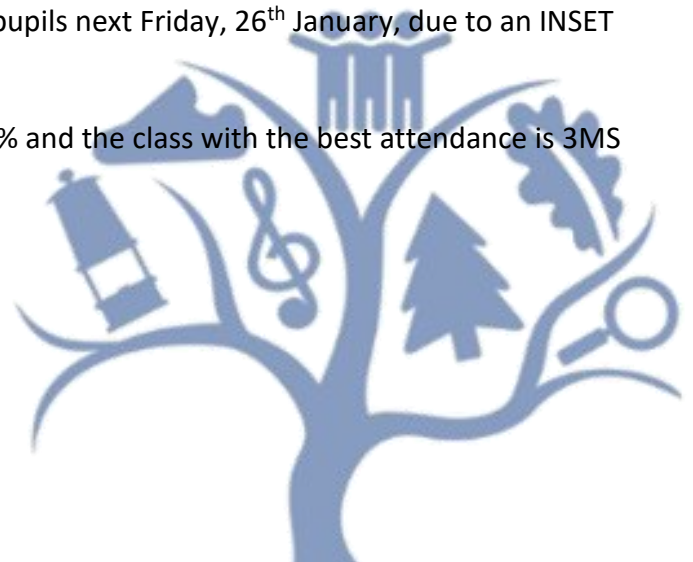 pupils next Friday, 26th January, due to an INSET
% and the class with the best attendance is 3MS